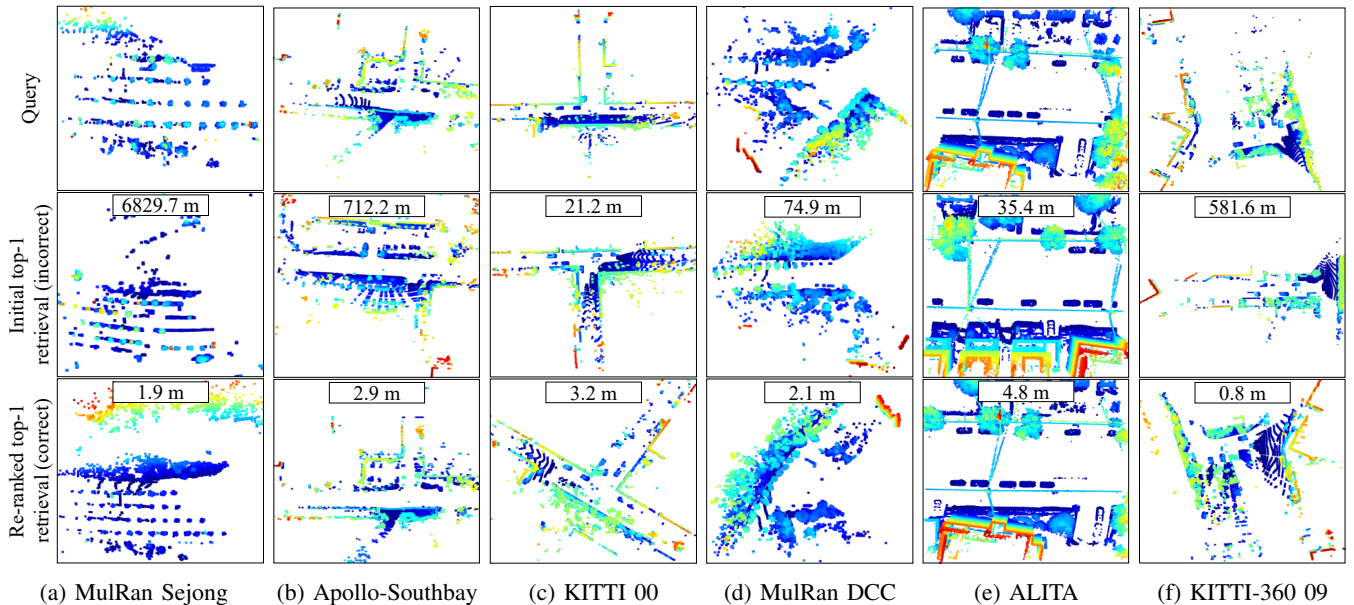 Query
Initial top-1
retrieval (incorrect)
6829.7 m
712.2 m
21.2 m
74.9 m
35.4 m
581.6 m
Re-ranked top-1
retrieval (correct)
1.9 m
2.9 m
3.2 m
2.1 m
4.8 m
0.8 m
(a) MulRan Sejong
(b) Apollo-Southbay
(c) KITTI 00
(d) MulRan DCC
(e) ALITA
(f) KITTI-360 09